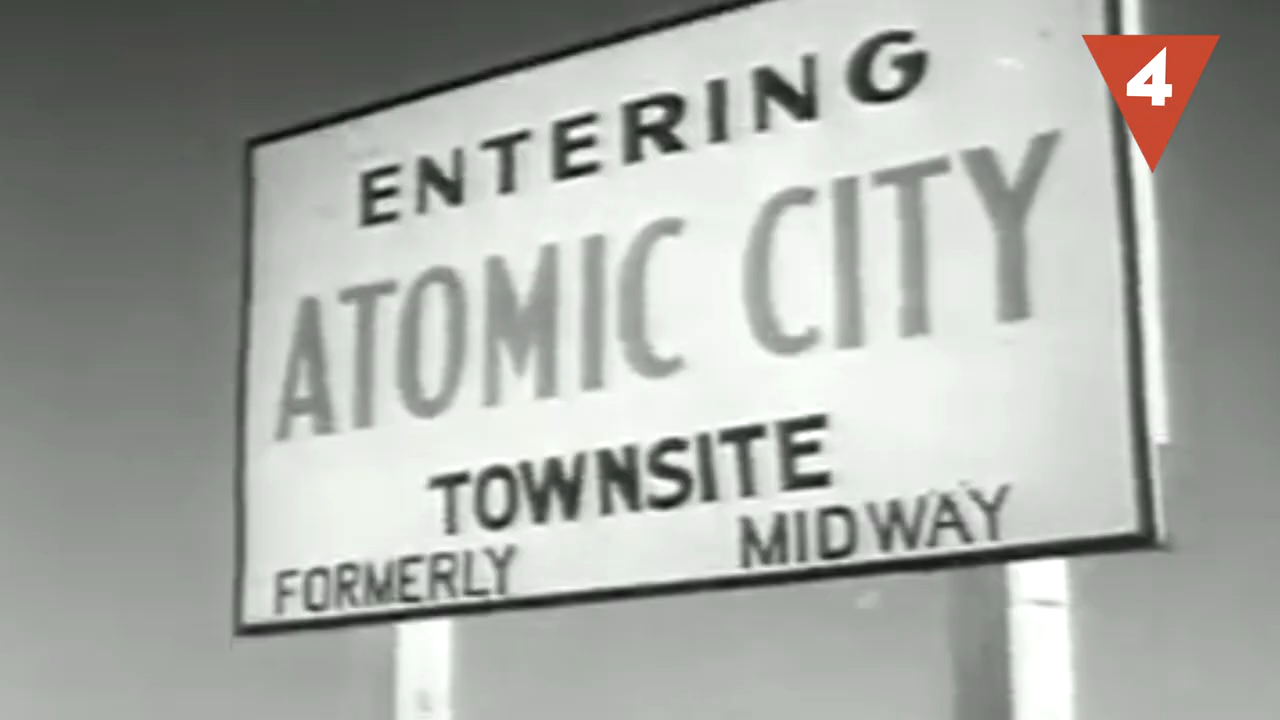 4
ENTERING
ATOMIC CITY
TOWNSITE
FORMERLY MIDWAY